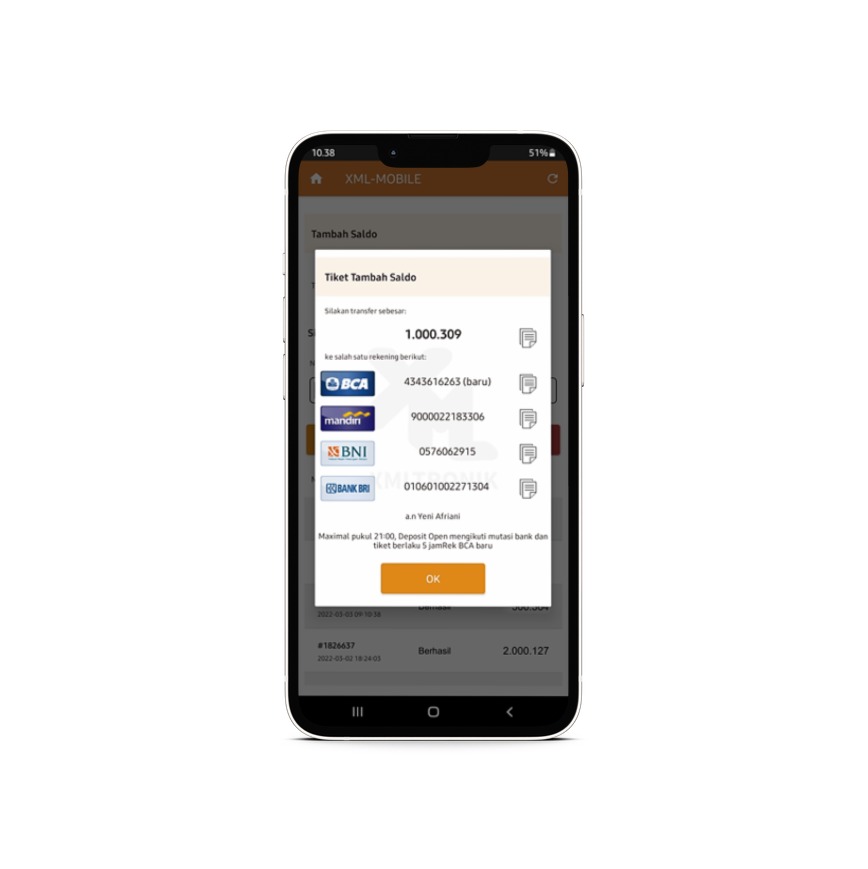 10.38
51%
XML-MOBILE
Tambah Saldo
Tiket Tambah Saldo
Silakan transfer sebesar:
1.000.309
ke salah satu rekening berikut:
BCA
4343616263 (baru)
mandiri
9000022183306
BNI
0576062915
BANK BRI
010601002271304
XMLTRONIK
a.n Yeni Afriani
Maximal pukul 21:00, Deposit Open mengikuti mutasi bank dan
tiket berlaku 5 jamRek BCA baru
OK
2022-03-03 09:10:38
Berhasil
#1826637
2022-03-02 18:24:03
Berhasil
2.000.127